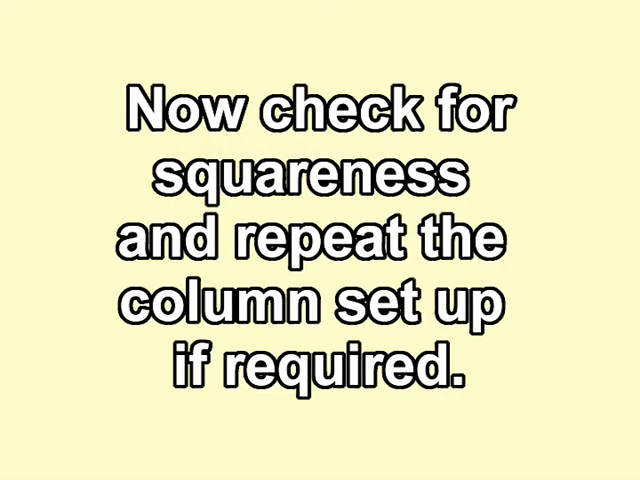 Now check for
squareness
and repeat the
column set up
if required.